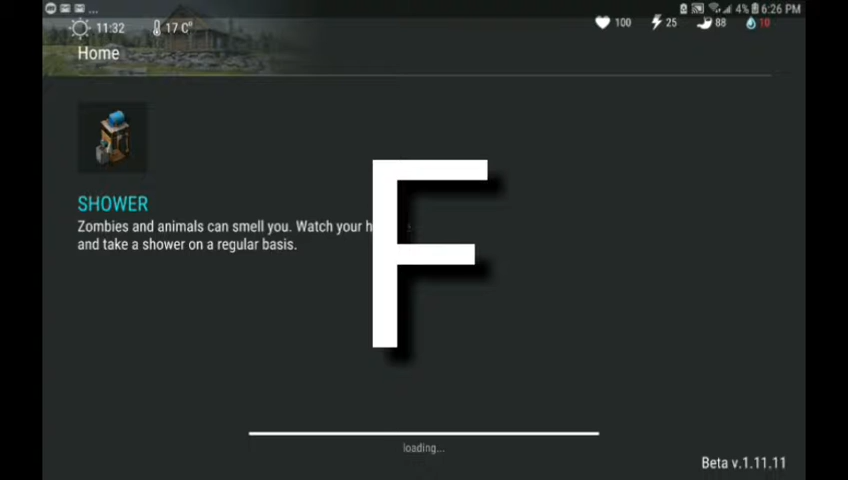 ... 4% 6:26 PM
11:32 17 C° 100 25 88 10
Home
SHOWER
Zombies and animals can smell you. Watch your h
and take a shower on a regular basis.
F
loading...
Beta v.1.11.11